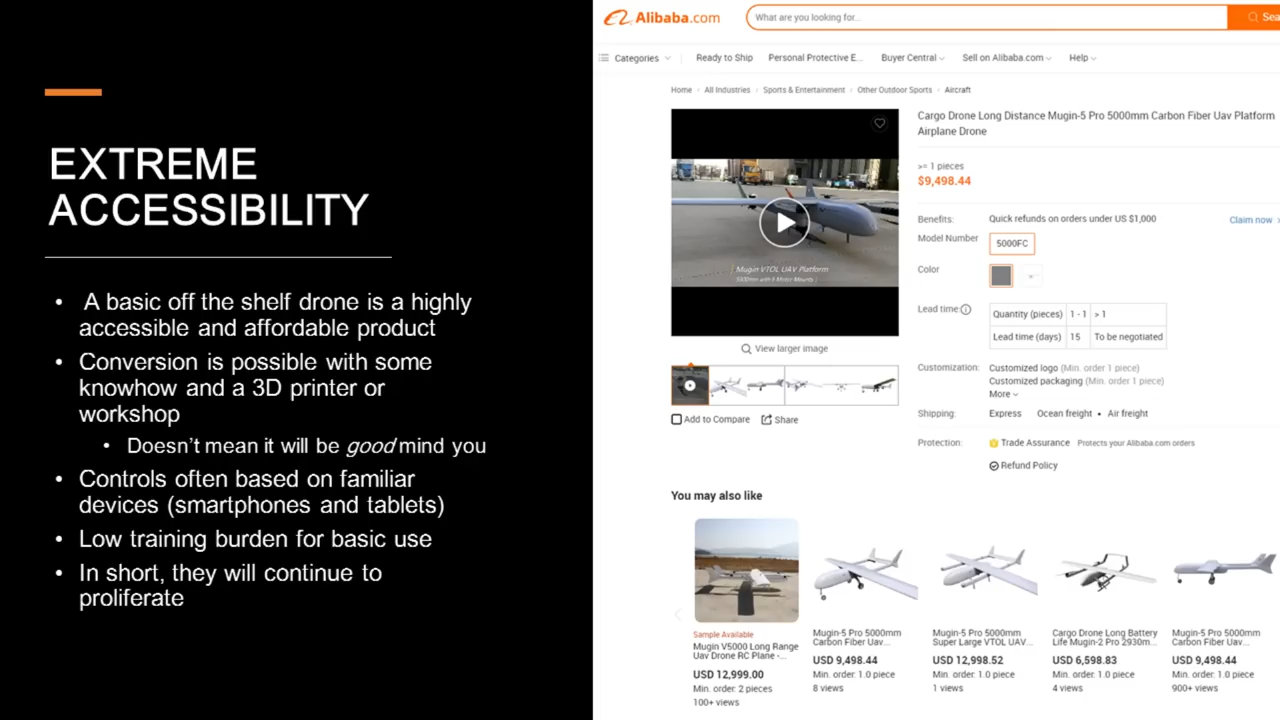 EXTREME
ACCESSIBILITY
• A basic off the shelf drone is a highly
accessible and affordable product
• Conversion is possible with some
knowhow and a 3D printer or
workshop
• Doesn't mean it will be good mind you
• Controls often based on familiar
devices (smartphones and tablets)
• Low training burden for basic use
• In short, they will continue to
proliferate
Alibaba.com
What are you looking for...
Sea
Categories
Ready to Ship
Personal Protective E...
Buyer Central
Sell on Alibaba.com
Help
Home › All Industries › Sports & Entertainment › Other Outdoor Sports › Aircraft
Mugin VTOL UAV Platform
View larger image
Add to Compare
Share
Cargo Drone Long Distance Mugin-5 Pro 5000mm Carbon Fiber Uav Platform
Airplane Drone
>= 1 pieces
$9,498.44
Benefits: Quick refunds on orders under US $1,000 Claim now ›
Model Number 5000FC
Color
Lead time: Quantity (pieces) 1 - 1 > 1
Lead time (days) 15 To be negotiated
Customization: Customized logo (Min. order 1 piece)
Customized packaging (Min. order 1 piece)
More
Shipping: Express Ocean freight • Air freight
Protection: Trade Assurance Protects your Alibaba.com orders
Refund Policy
You may also like
Sample Available
Mugin V5000 Long Range
Uav Drone RC Plane -...
USD 12,999.00
Min. order: 2 pieces
100+ views
Mugin-5 Pro 5000mm
Carbon Fiber Uav...
USD 9,498.44
Min. order: 1.0 piece
8 views
Mugin-5 Pro 5000mm
Super Large VTOL UAV...
USD 12,998.52
Min. order: 1.0 piece
1 views
Cargo Drone Long Battery
Life Mugin-2 Pro 2930m...
USD 6,598.83
Min. order: 1.0 piece
4 views
Mugin-5 Pro 5000mm
Carbon Fiber Uav...
USD 9,498.44
Min. order: 1.0 piece
900+ views